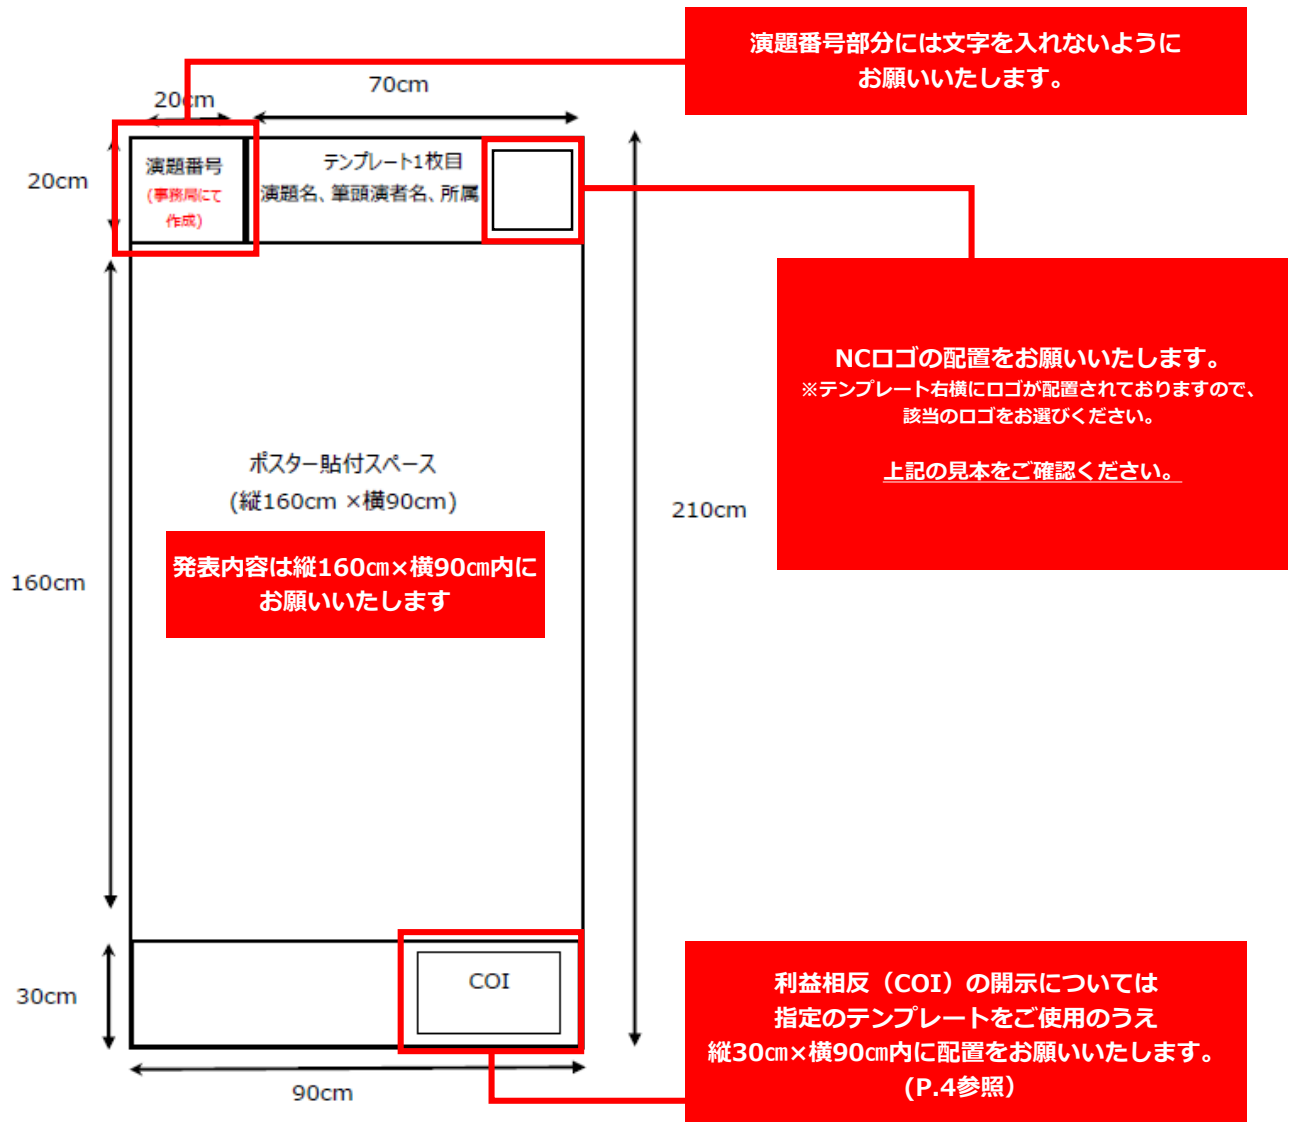 演題番号部分には文字を入れないように
お願いいたします。
20cm
70cm
20cm
演題番号
(事務局にて
作成)
テンプレート1枚目
演題名、筆頭演者名、所属
NCロゴの配置をお願いいたします。
※テンプレート右横にロゴが配置されておりますので、
該当のロゴをお選びください。
上記の見本をご確認ください。
ポスター貼付スペース
(縦160cm ×横90cm)
210cm
発表内容は縦160㎝×横90㎝内に
お願いいたします
160cm
30cm
COI
90cm
利益相反（COI）の開示については
指定のテンプレートをご使用のうえ
縦30㎝×横90㎝内に配置をお願いいたします。
(P.4参照）